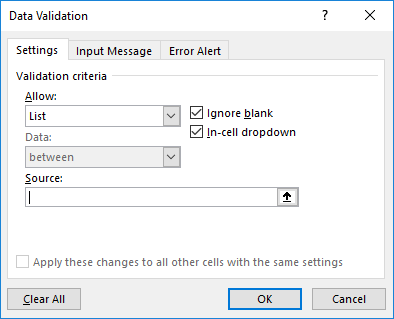 Data Validation ?
Settings Input Message Error Alert
Validation criteria
Allow:
List Ignore blank
Data: In-cell dropdown
between
Source:
Apply these changes to all other cells with the same settings
Clear All OK Cancel